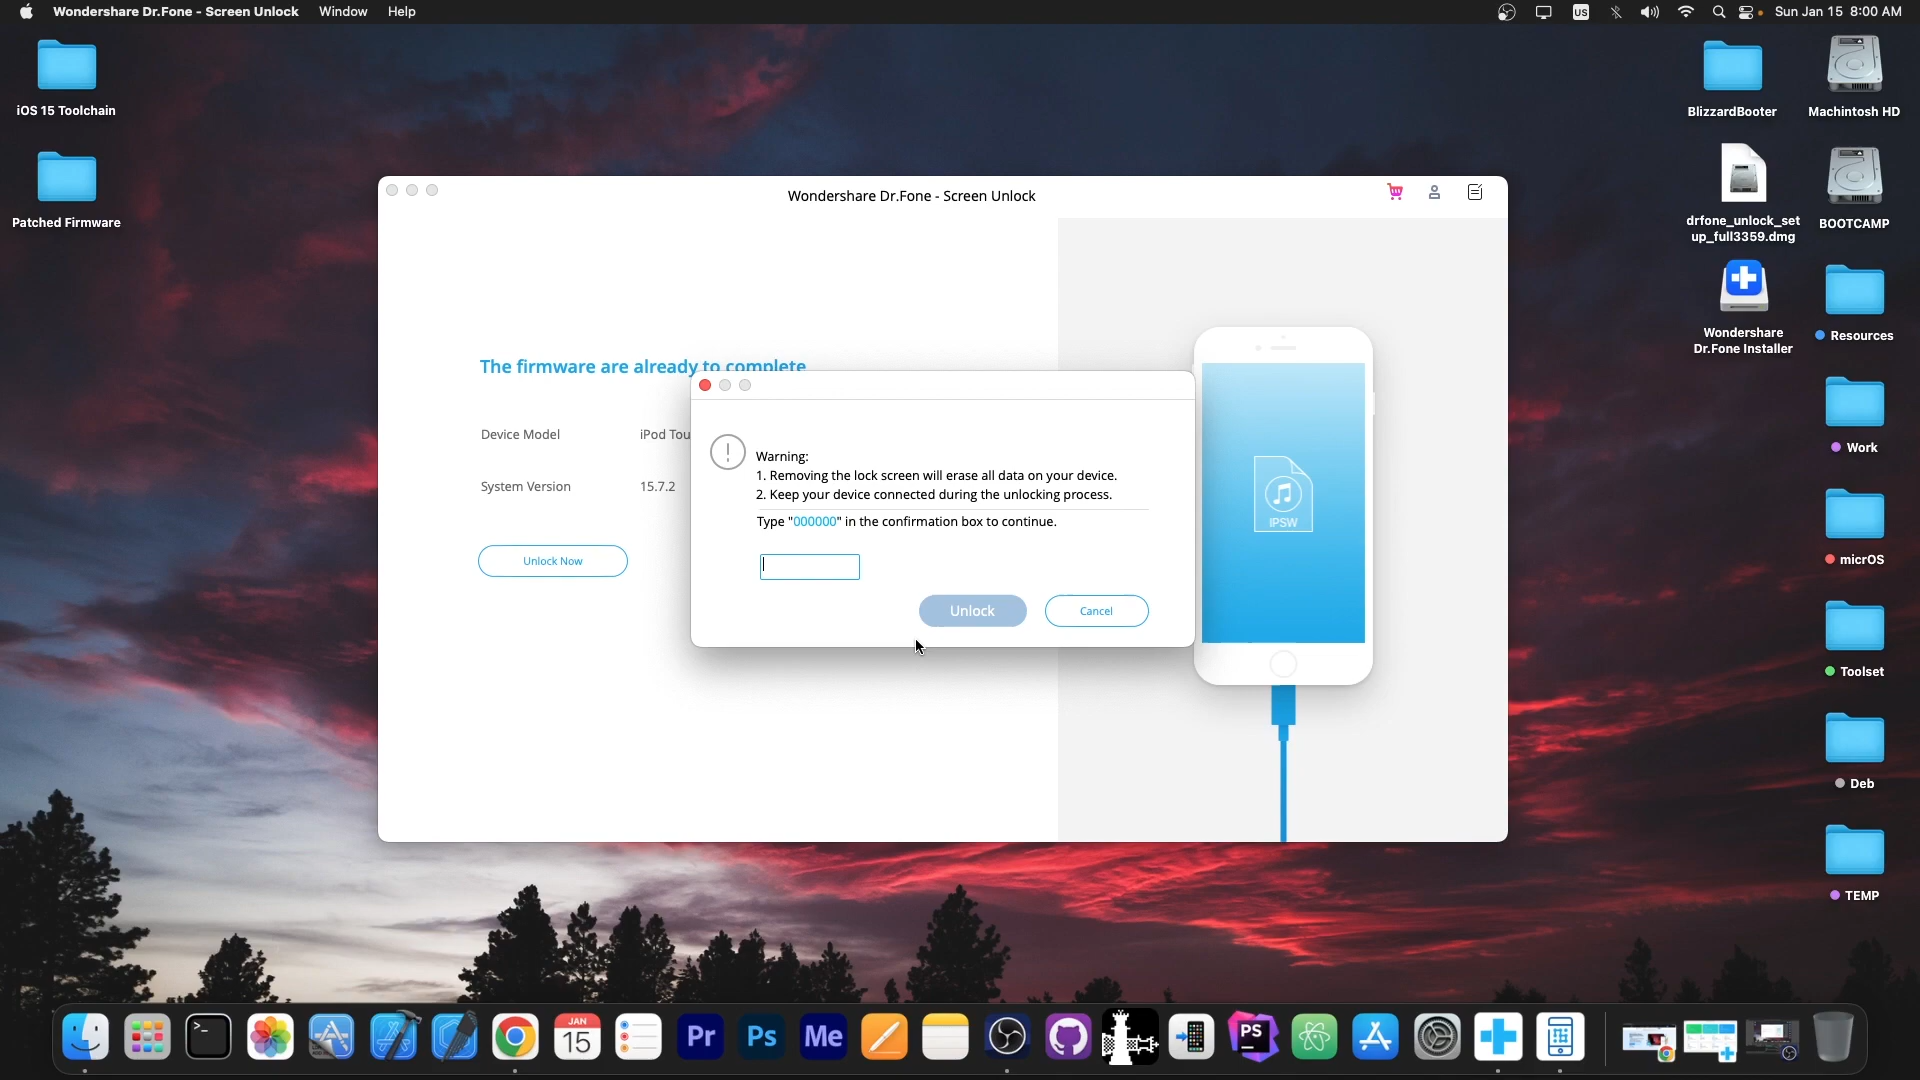 Wondershare Dr.Fone - Screen Unlock Window Help
US
Sun Jan 15 8:00 AM
iOS 15 Toolchain
Patched Firmware
BlizzardBooter
Machintosh HD
drfone_unlock_set
up_full3359.dmg
BOOTCAMP
Wondershare
Dr.Fone Installer
Resources
Work
micrOS
Toolset
Deb
TEMP
Wondershare Dr.Fone - Screen Unlock
The firmware are already to complete
Device Model iPod Tou
System Version 15.7.2
Unlock Now
Warning:
1. Removing the lock screen will erase all data on your device.
2. Keep your device connected during the unlocking process.
Type "000000" in the confirmation box to continue.
Unlock
Cancel
IPSW
JAN
15
Pr
Ps
Me
PS